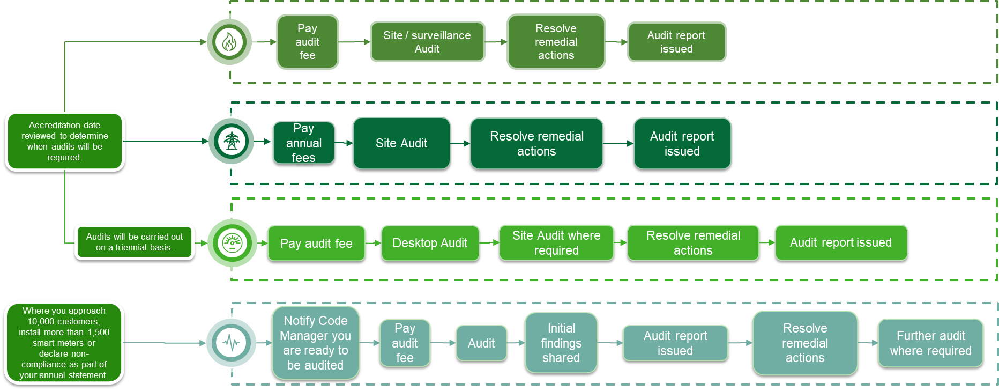 Pay
audit
fee
Site / surveillance
Audit
Resolve
remedial
actions
Audit report
issued
Accreditation date
reviewed to determine
when audits will be
required.
Pay
annual
fees
Site Audit
Resolve remedial
actions
Audit report
issued
Audits will be carried out
on a triennial basis.
Pay audit fee
Desktop Audit
Site Audit where
required
Resolve remedial
actions
Audit report issued
Where you approach
10,000 customers,
install more than 1,500
smart meters or
declare non-
compliance as part of
your annual statement.
Notify Code
Manager you
are ready to
be audited
Pay
audit
fee
Audit
Initial
findings
shared
Audit report
issued
Resolve
remedial
actions
Further audit
where required